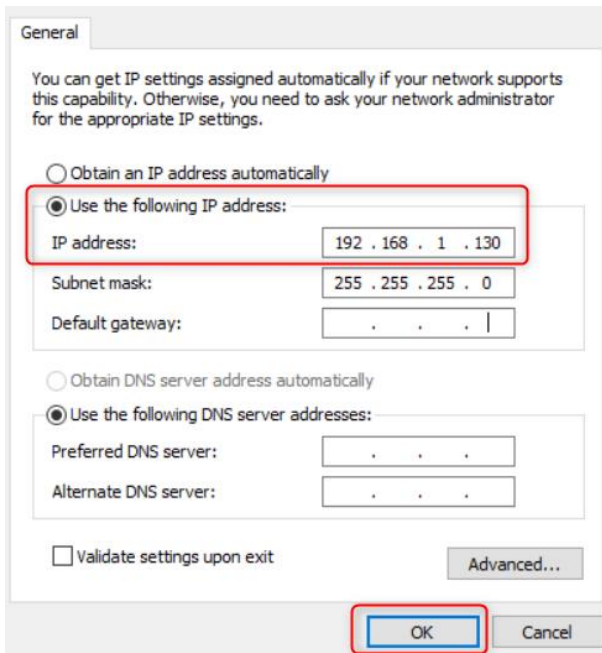 General
You can get IP settings assigned automatically if your network supports
this capability. Otherwise, you need to ask your network administrator
for the appropriate IP settings.
Obtain an IP address automatically
Use the following IP address:
IP address: 192 . 168 . 1 . 130
Subnet mask: 255 . 255 . 255 . 0
Default gateway: . . .
Obtain DNS server address automatically
Use the following DNS server addresses:
Preferred DNS server: . . .
Alternate DNS server: . . .
Validate settings upon exit
Advanced...
OK Cancel